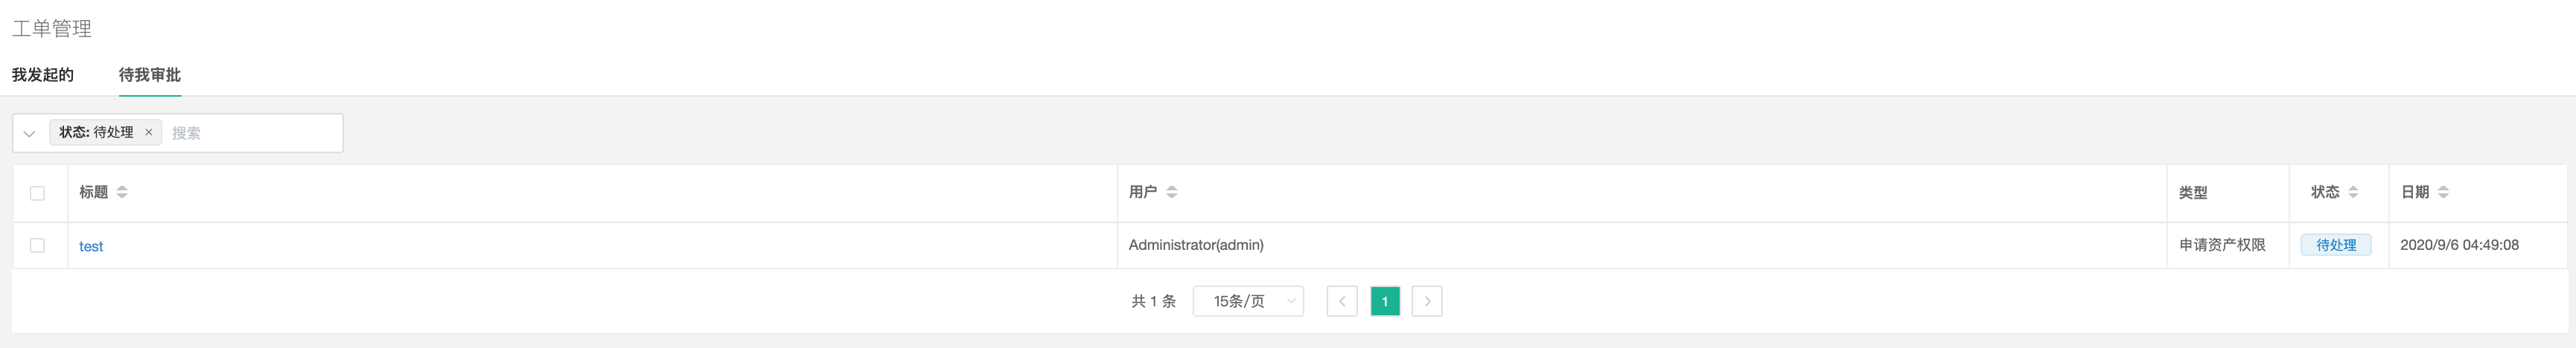 工单管理
我发起的 待我审批
状态: 待处理 × 搜索
标题 用户 类型 状态 日期
test Administrator(admin) 申请资产权限 待处理 2020/9/6 04:49:08
共 1 条 15条/页 1